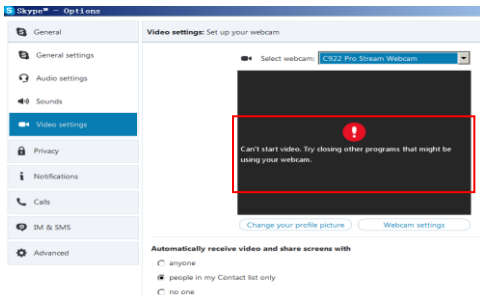 Skype™ - Options
General
Video settings: Set up your webcam
General settings
Select webcam: C922 Pro Stream Webcam
Audio settings
Sounds
Video settings
Can't start video. Try closing other programs that might be
using your webcam.
Privacy
Notifications
Calls
Change your profile picture
Webcam settings
IM & SMS
Automatically receive video and share screens with
Advanced
anyone
people in my Contact list only
no one